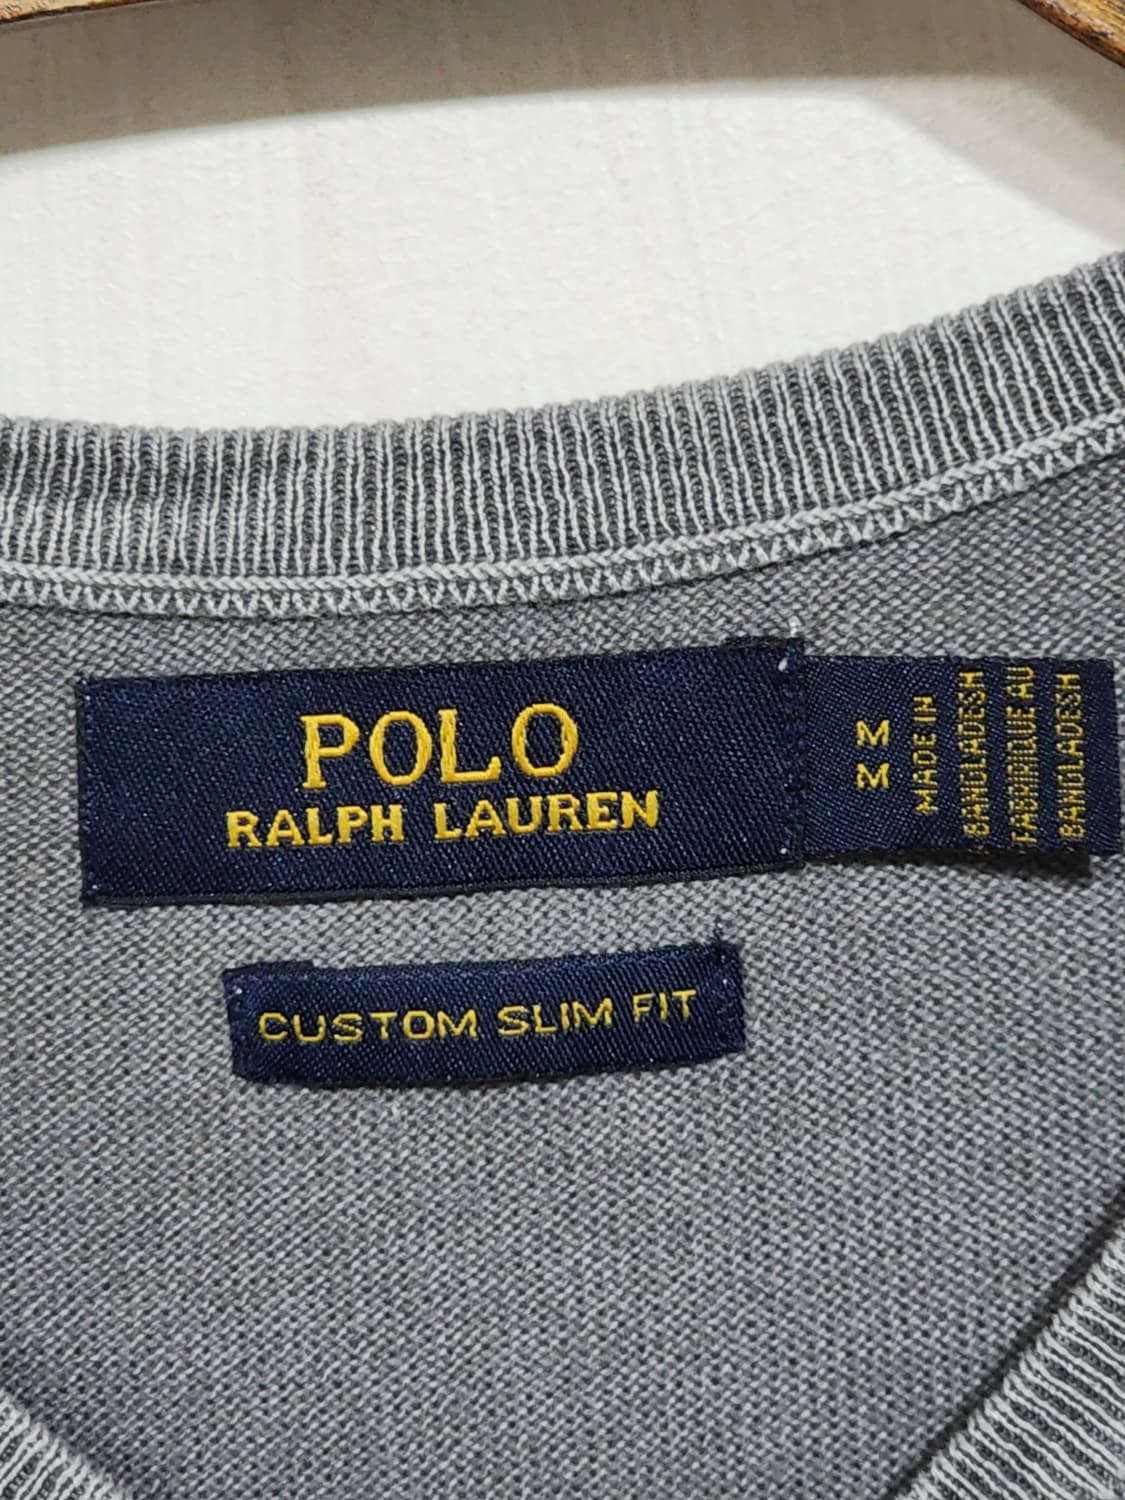 POLO
RALPH LAUREN
M
M
MADE IN
BANGLADESH
FABRIQUE AU
BANGLADESH
CUSTOM SLIM FIT